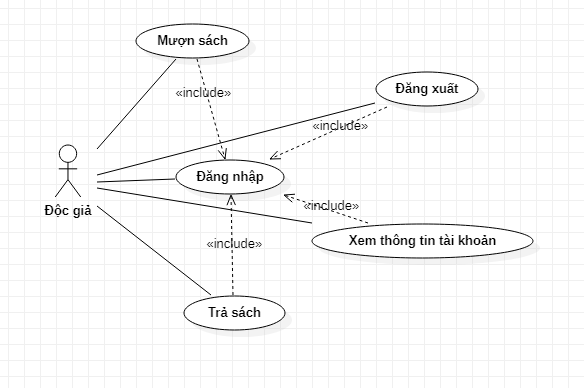 Mượn sách
«include»
Đăng xuất
«include»
Đăng nhập
Độc giả
«include»
Xem thông tin tài khoản
«include»
Trả sách